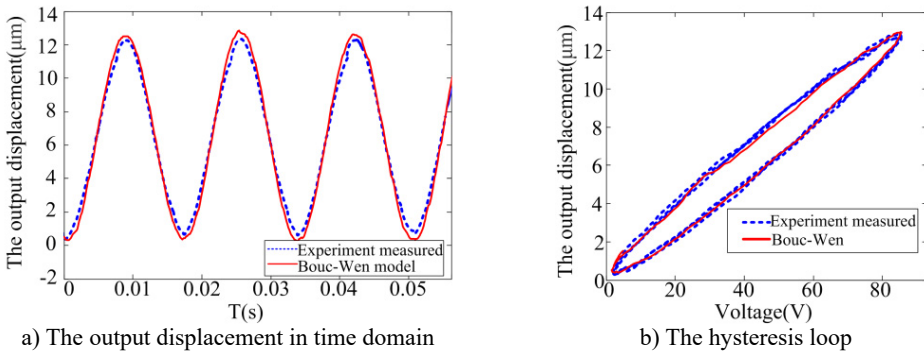 14
12
10
8
6
4
2
0
-2
The output displacement(μm)
0 0.01 0.02 0.03 0.04 0.05
T(s)
Experiment measured
Bouc-Wen model
a) The output displacement in time domain
14
12
10
8
6
4
2
0
The output displacement(μm)
0 20 40 60 80
Voltage(V)
Experiment measured
Bouc-Wen
b) The hysteresis loop